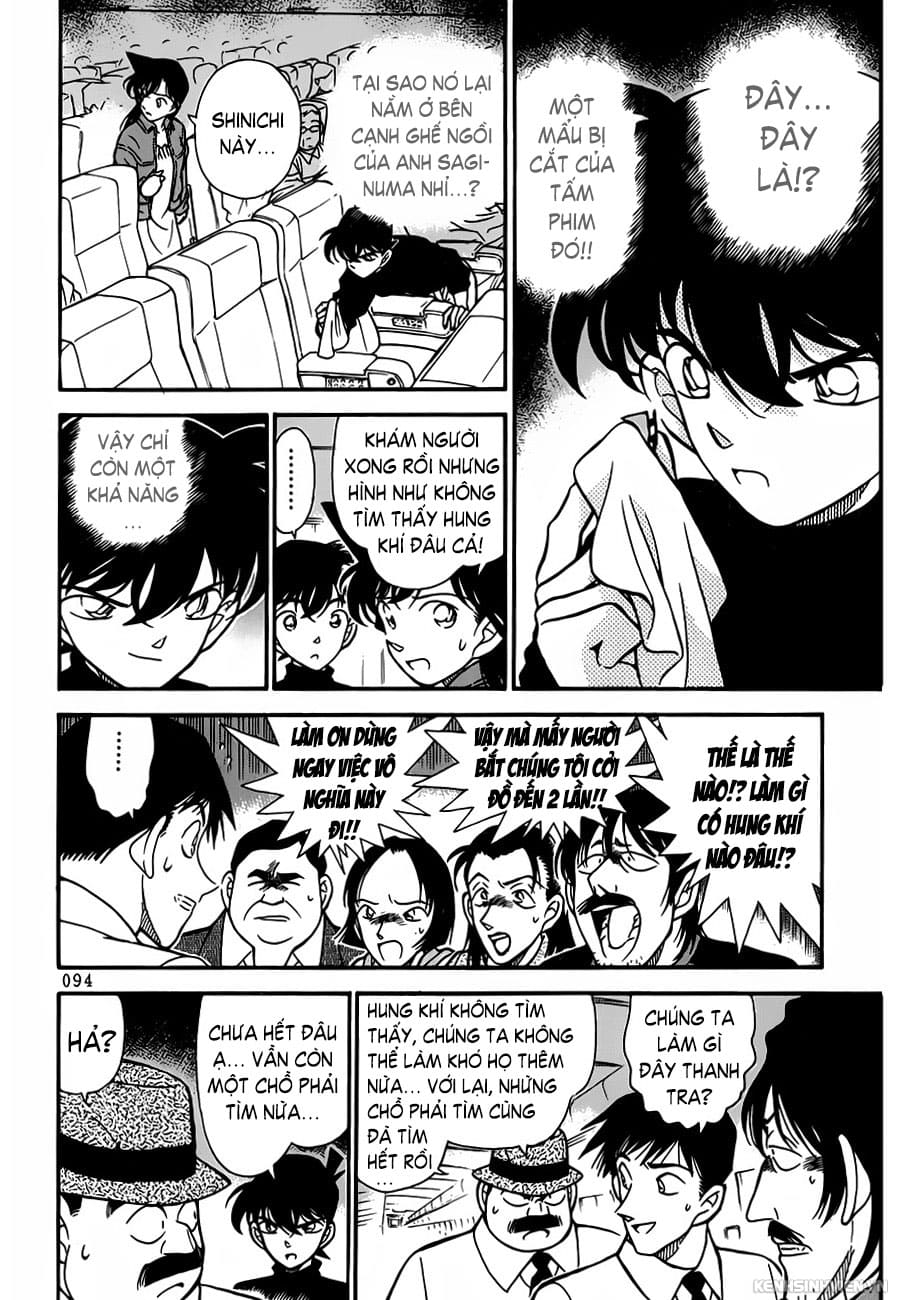 ĐÂY...
ĐÂY
LÀ!?
MỘT
MẨU BỊ
CẮT CỦA
TẤM
PHIM
ĐÓ!!
TẠI SAO NÓ LẠI
NẰM Ở BÊN
CẠNH GHẾ NGỒI
CỦA ANH SAGI-
NUMA NHỈ...?
SHINICHI
NÀY...
KHÁM NGƯỜI
XONG RỒI NHƯNG
HÌNH NHƯ KHÔNG
TÌM THẤY HUNG
KHÍ ĐÂU CẢ!
......
VẬY CHỈ
CÒN MỘT
KHẢ NĂNG
...
THẾ LÀ THẾ
NÀO!? LÀM GÌ
CÓ HUNG KHÍ
NÀO ĐÂU!?
VẬY MÀ MẤY NGƯỜI
BẮT CHÚNG TÔI CỞI
ĐỒ ĐẾN 2 LẦN!!
LÀM ƠN DỪNG
NGAY VIỆC VÔ
NGHĨA NÀY
ĐI!!
......
094
CHÚNG TA
LÀM GÌ
ĐÂY THANH
TRA?
HUNG KHÍ KHÔNG TÌM
THẤY, CHÚNG TA KHÔNG
THỂ LÀM KHÓ HỌ THÊM
NỮA... VỚI LẠI, NHỮNG
CHỖ PHẢI TÌM CŨNG
ĐÃ TÌM
HẾT RỒI
...
CHƯA HẾT ĐÂU
Ạ... VẪN CÒN
MỘT CHỖ PHẢI
TÌM NỮA...
HẢ?
KENHSINHVIEN.VN